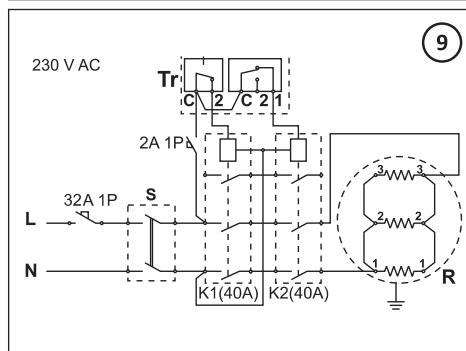 9
230 V AC
Tr
C 2 C 2 1
2A 1P
32A 1P S
L
N
K1(40A) K2(40A)
3 3
2 2
1 1
R